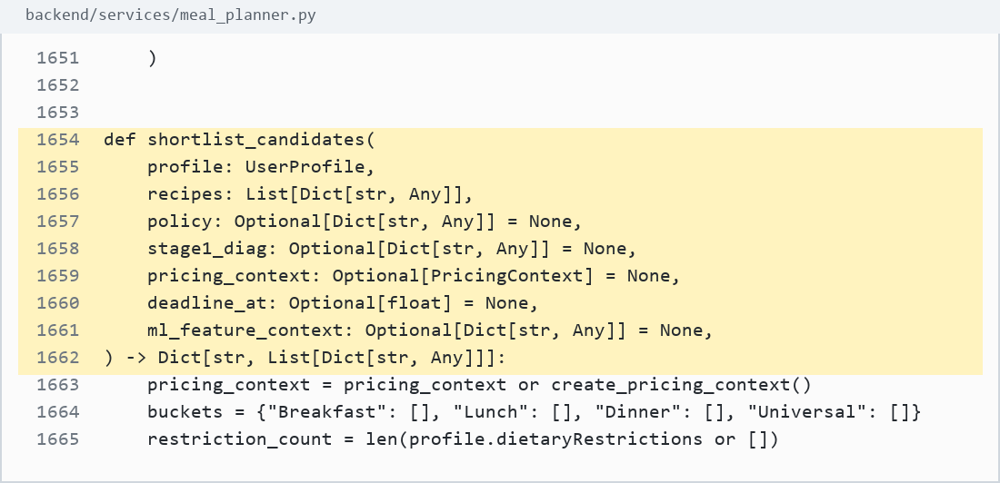 backend/services/meal_planner.py
1651     )
1652
1653
1654 def shortlist_candidates(
1655     profile: UserProfile,
1656     recipes: List[Dict[str, Any]],
1657     policy: Optional[Dict[str, Any]] = None,
1658     stage1_diag: Optional[Dict[str, Any]] = None,
1659     pricing_context: Optional[PricingContext] = None,
1660     deadline_at: Optional[float] = None,
1661     ml_feature_context: Optional[Dict[str, Any]] = None,
1662 ) -> Dict[str, List[Dict[str, Any]]]:
1663     pricing_context = pricing_context or create_pricing_context()
1664     buckets = {"Breakfast": [], "Lunch": [], "Dinner": [], "Universal": []}
1665     restriction_count = len(profile.dietaryRestrictions or [])